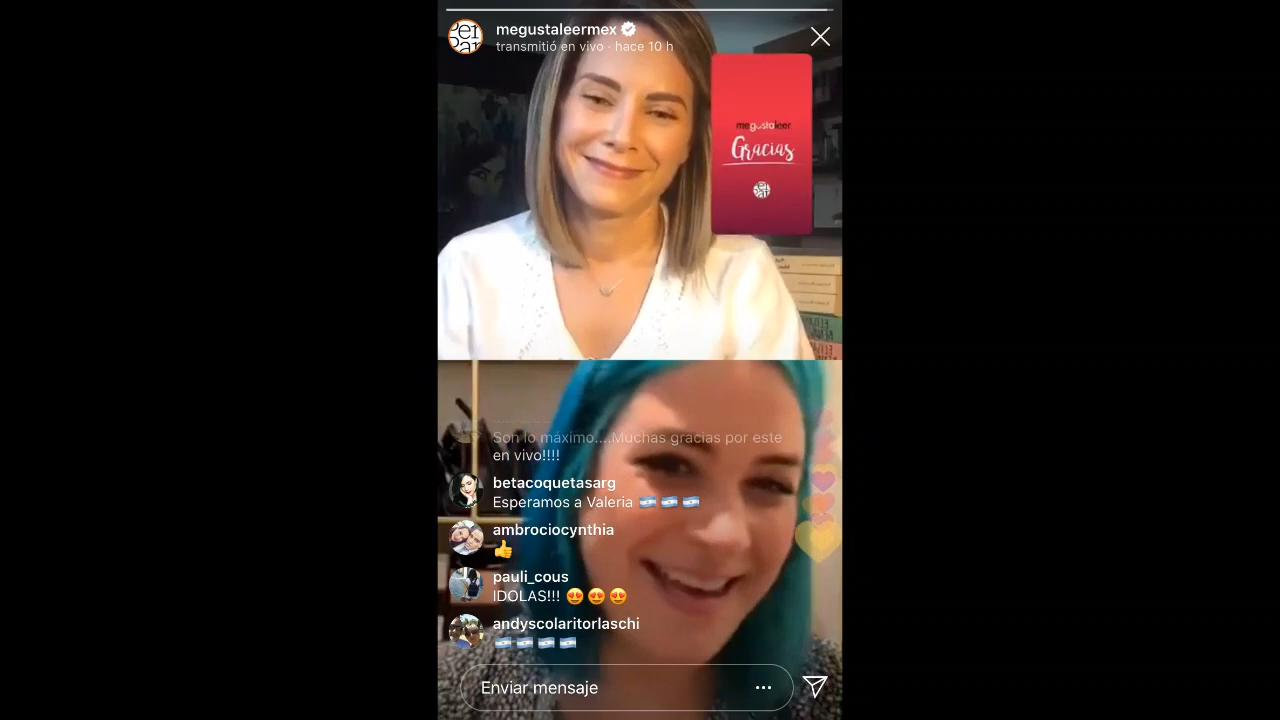 megustaleermex
transmitió en vivo · hace 10 h
megustaleer
Gracias
Son lo máximo....Muchas gracias por este
en vivo!!!!
betacoquetasarg
Esperamos a Valeria 🇦🇷 🇦🇷 🇦🇷
ambrociocynthia
👍
pauli_cous
IDOLAS!!! 😍 😍 😍
andyscolaritorlaschi
🇦🇷 🇦🇷 🇦🇷 🇦🇷
Enviar mensaje